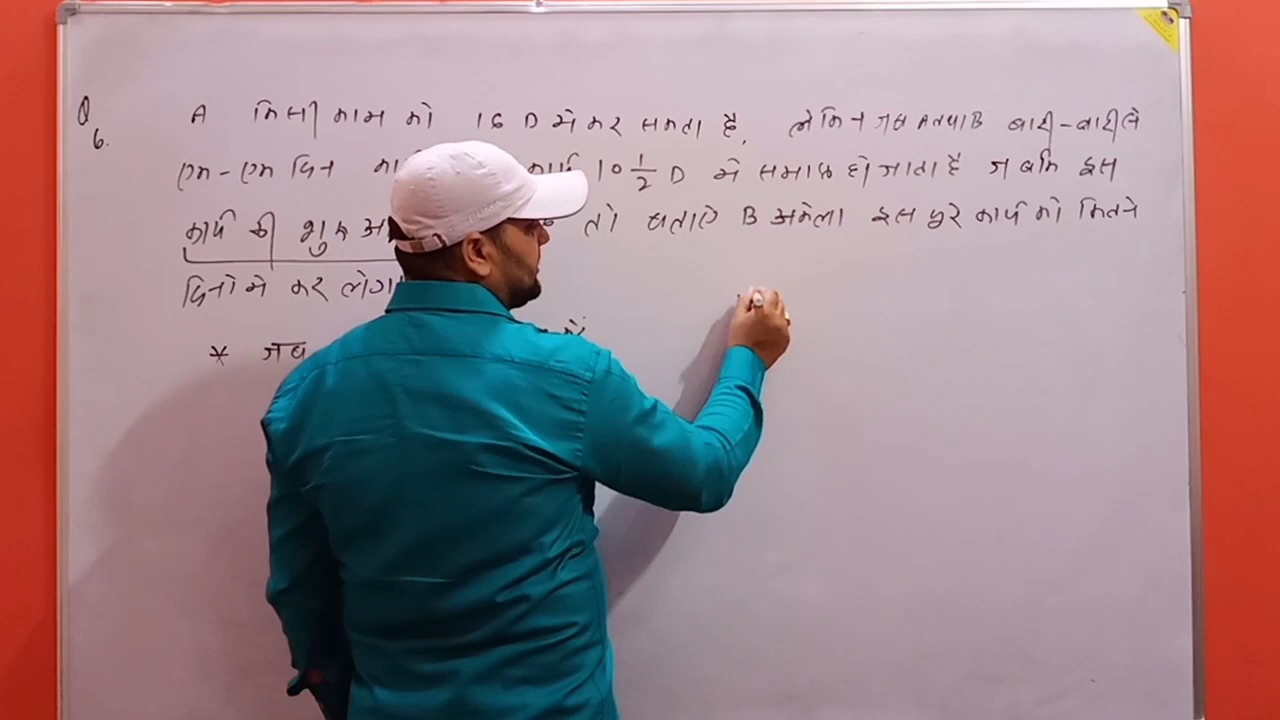 Q 6. A किसी काम को 16 D मे कर सकता है, लेकिन जब A तथा B बारी-बारी से
एक-एक दिन कार्य 10 1/2 D मे समाप्त हो जाता है जबकि इस
कार्य की शुरुआ तो बताऐ B अकेला इस पूरे कार्य को कितने
दिनो मे कर लेगा
* जब में